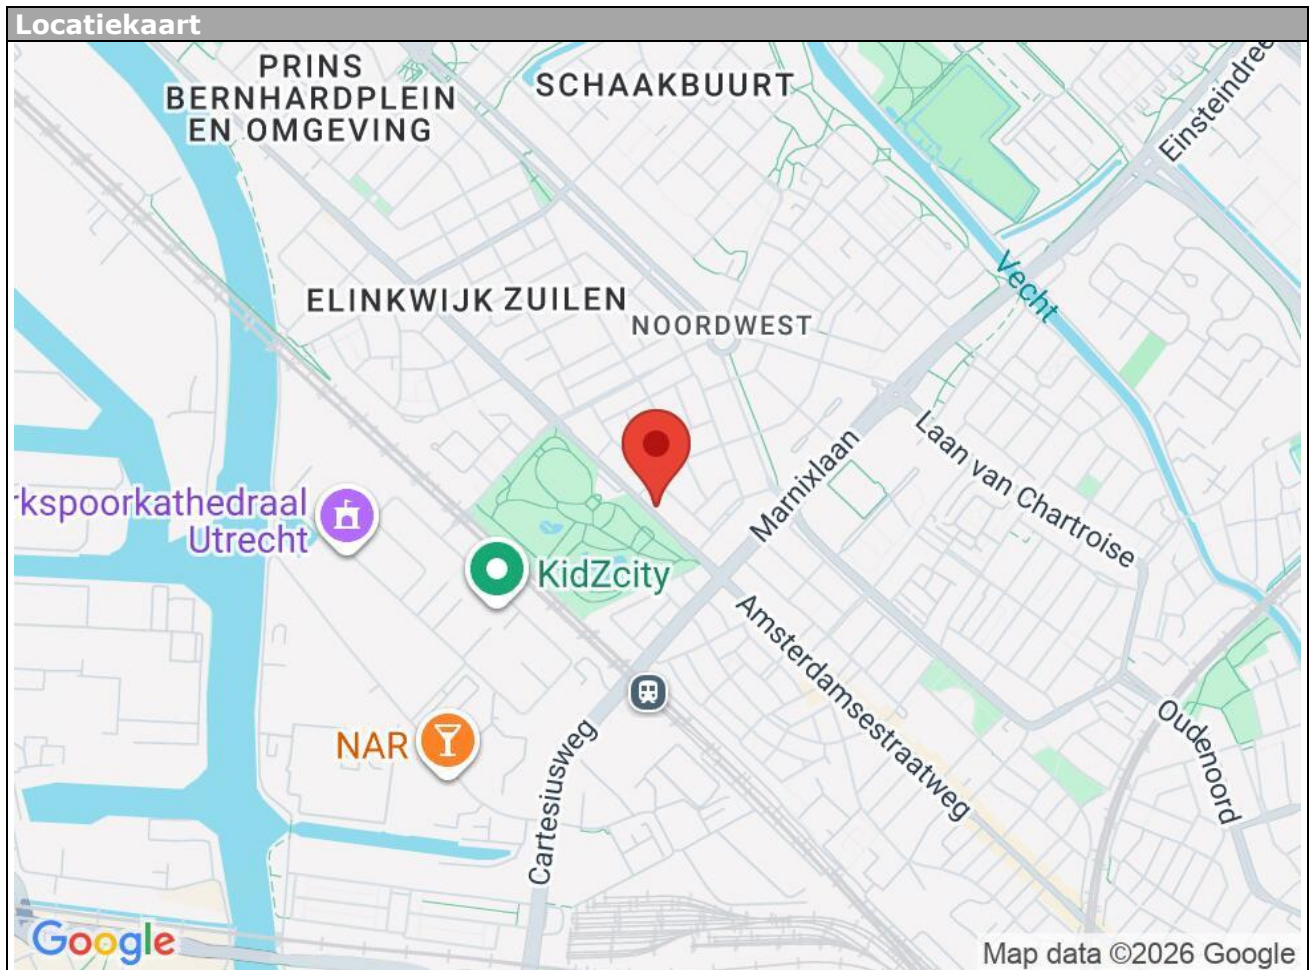 Locatiekaart
PRINS
BERNHARDPLEIN
EN OMGEVING
SCHAAKBUURT
Einsteindree
Vecht
ELINKWIJK
ZUILEN
NOORDWEST
Laan van Chartroise
Marnixlaan
rkspoorkathedraal
Utrecht
KidZcity
Amsterdamsestraatweg
NAR
Cartesiusweg
Oudenoord
Google
Map data ©2026 Google